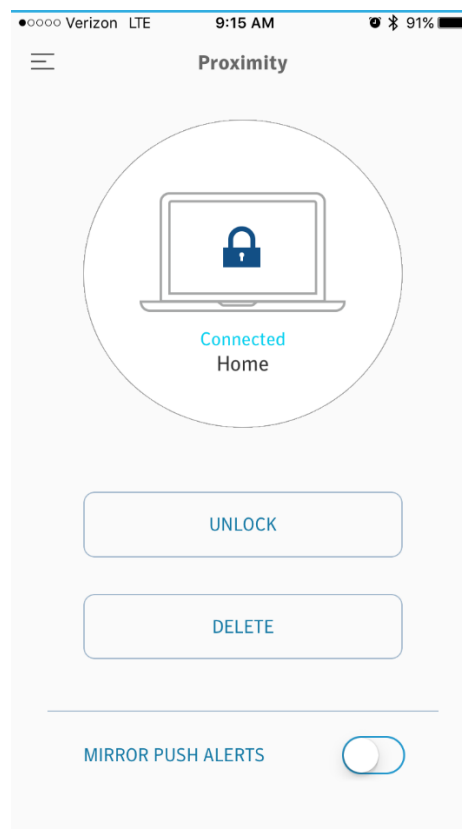 Verizon LTE 9:15 AM 91%
Proximity
Connected
Home
UNLOCK
DELETE
MIRROR PUSH ALERTS